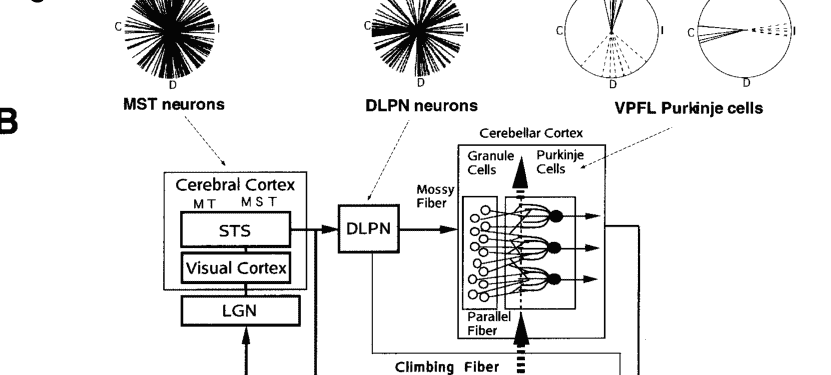 C I C I C I C I
D D D D
MST neurons DLPN neurons VPFL Purkinje cells
B
Cerebellar Cortex
Granule Cells
Purkinje Cells
Cerebral Cortex
MT MST
STS
Visual Cortex
LGN
DLPN
Mossy
Fiber
Parallel
Fiber
Climbing Fiber